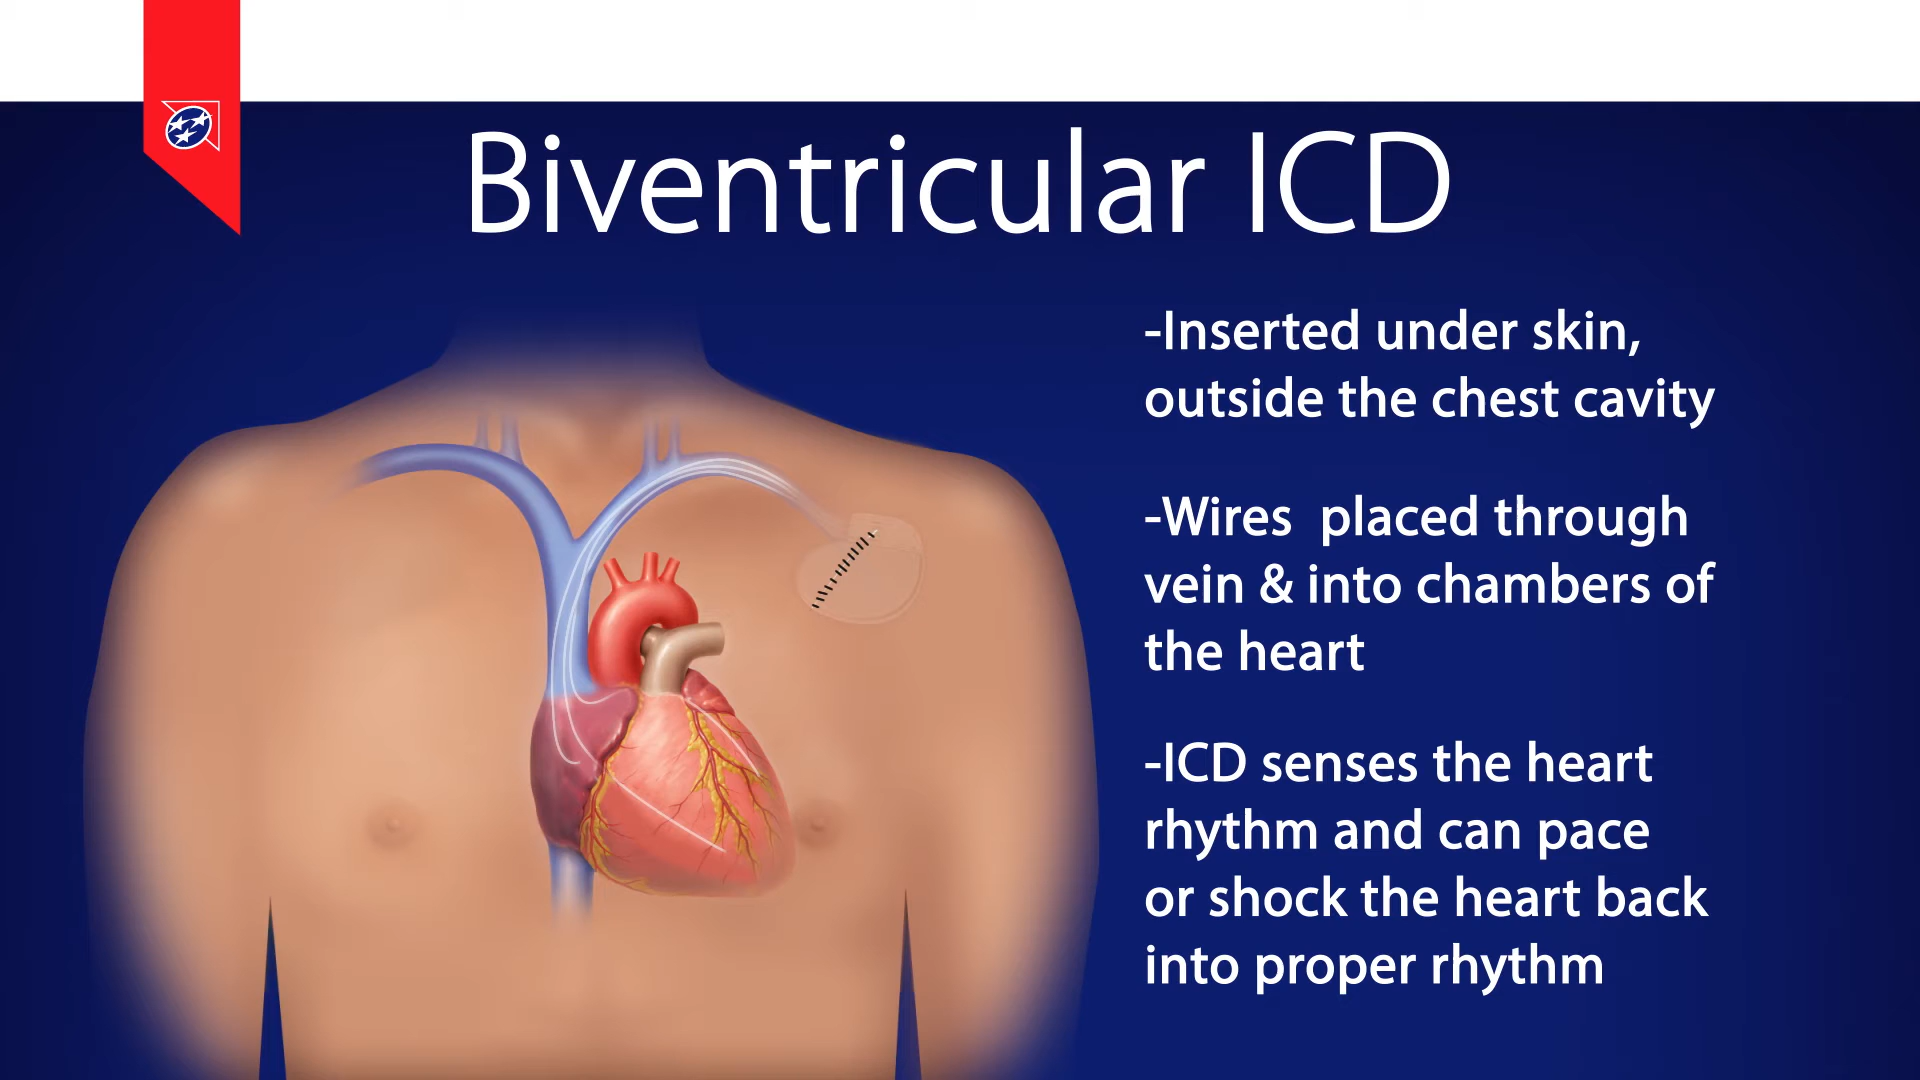 Biventricular ICD
-Inserted under skin,
outside the chest cavity
-Wires  placed through
vein & into chambers of
the heart
-ICD senses the heart
rhythm and can pace
or shock the heart back
into proper rhythm